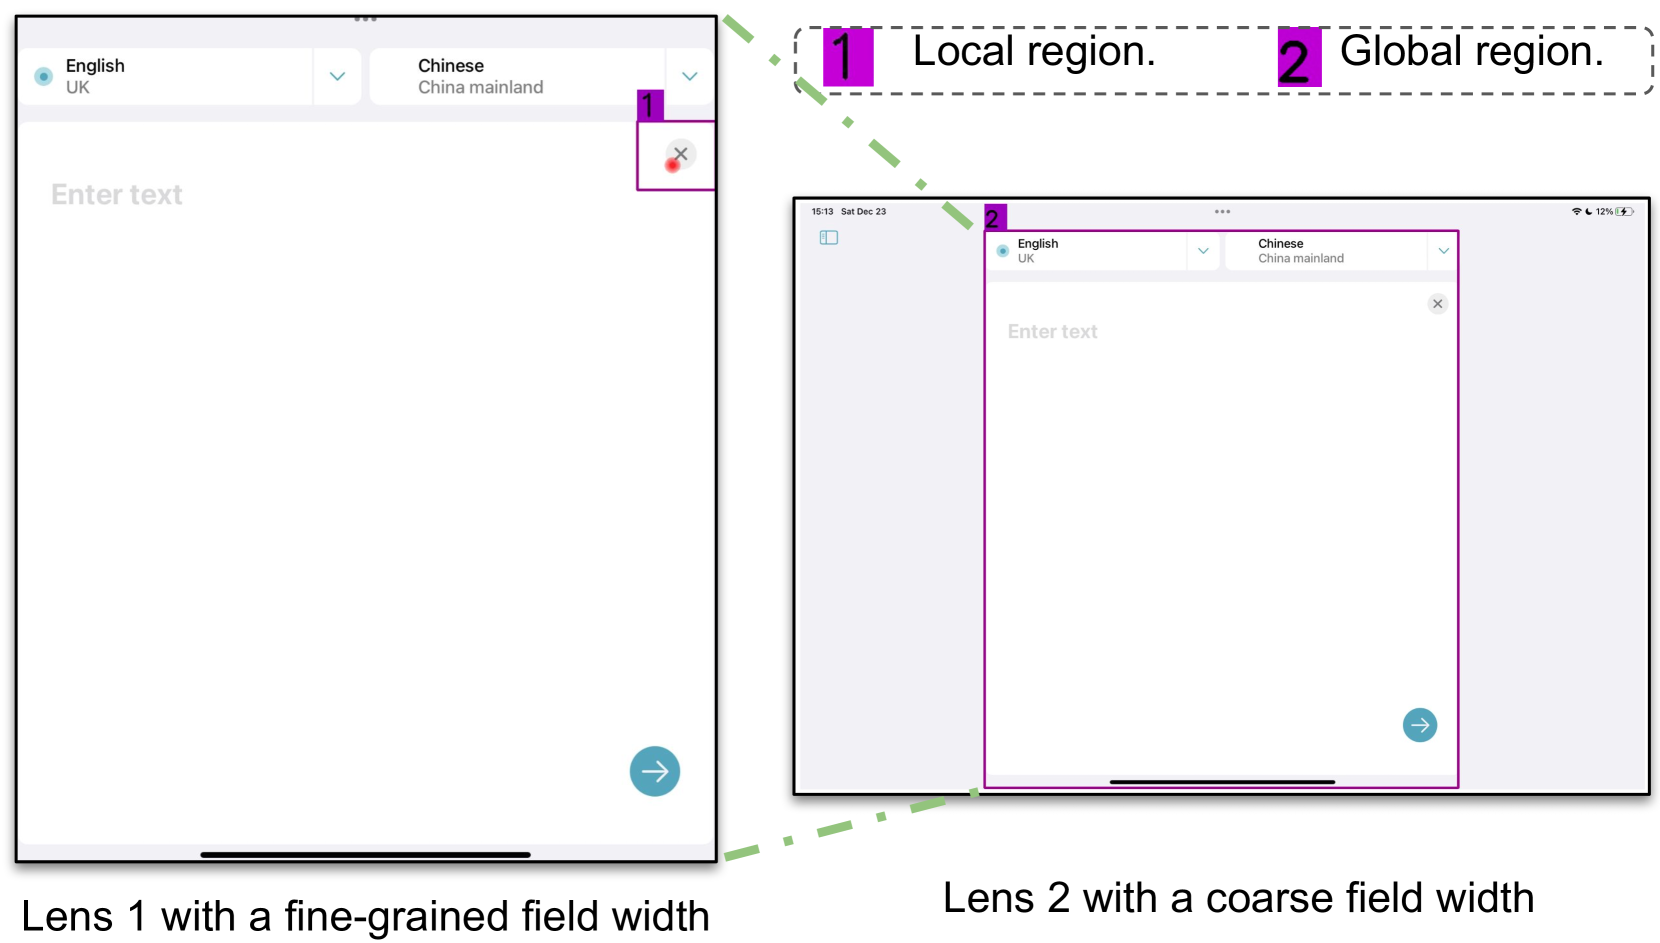 English
UK
Chinese
China mainland
1
Enter text
Lens 1 with a fine-grained field width
1 Local region.
2 Global region.
15:13 Sat Dec 23
12%
2
English
UK
Chinese
China mainland
Enter text
Lens 2 with a coarse field width